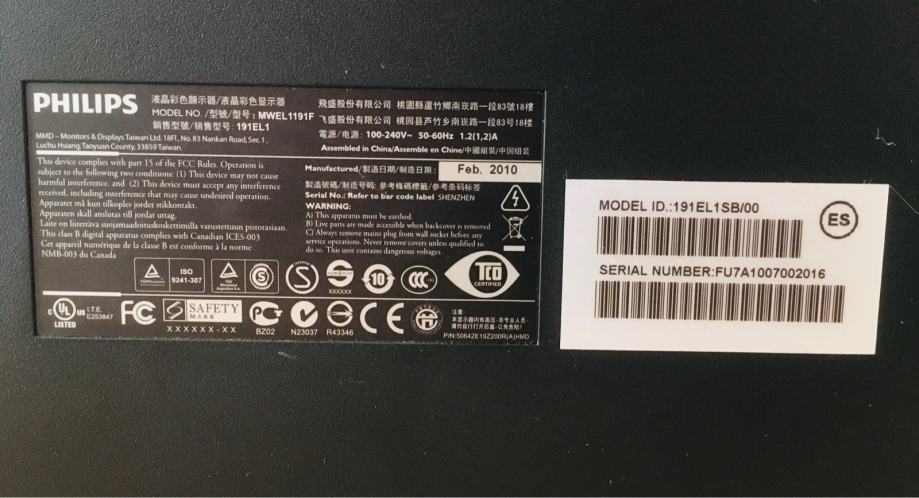 PHILIPS
液晶彩色顯示器/液晶彩色显示器
MODEL NO./型號/型号: MWEL1191F
銷售型號/销售型号: 191EL1
MMD – Monitors & Displays Taiwan Ltd. 18Fl., No. 83 Nankan Road, Sec.1,
Luchu Hsiang, Taoyuan County, 33859 Taiwan.
飛盛股份有限公司 桃園縣蘆竹鄉南崁路一段83號18樓
飞盛股份有限公司 桃园县芦竹乡南崁路一段83号18楼
電源/电源: 100-240V~ 50-60Hz 1.2(1,2)A
Assembled in China/Assemblee en Chine/中國組裝/中国组装
This device complies with part 15 of the FCC Rules. Operation is
subject to the following two conditions: (1) This device may not cause
harmful interference. and (2) This device must accept any interference
received, including interference that may cause undesired operation.
Apparater må kun tilkoples jordet stikkontakt.
Apparaten skall anslutas till jordat uttag.
Laite on liitettävä suojamaadoituskoskettimilla varustettuun pistorasiaan.
This class B digital apparatus complies with Canadian ICES-003
Cet appareil numérique de la classe B est conforme à la norme
NMB-003 du Canada
Manufactured/製造日期/制造日期: Feb. 2010
製造號碼/制造号码: 參考條碼標籤/参考条码标签
Serial No.: Refer to bar code label SHENZHEN
WARNING:
A) This apparatus must be earthed.
B) Live parts are made accessible when backcover is removed
C) Always remove mains plug from wall socket before any
service operations. Never remove covers unless qualified to
do so. This unit contains dangerous voltages.
ISO
9241-307
S
XXXXXX
10
CCC
TCO
CERTIFIED
c UL us
LISTED
I.T.E.
E253847
FC
S SAFETY
MARK
XXXXXX-XX
BZ02
N23037
R43346
CE
注意:
P/N:50642E19Z200R(A)HMD
MODEL ID.:191EL1SB/00
ES
SERIAL NUMBER:FU7A1007002016